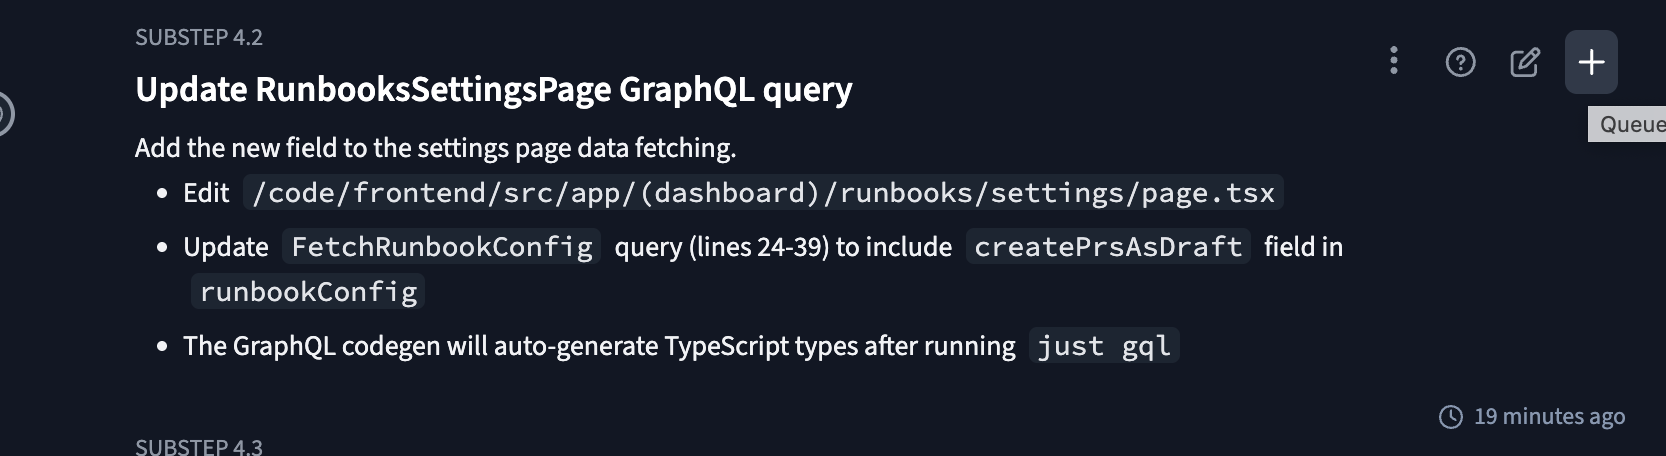 SUBSTEP 4.2
Update RunbooksSettingsPage GraphQL query
Add the new field to the settings page data fetching.
• Edit /code/frontend/src/app/(dashboard)/runbooks/settings/page.tsx
• Update FetchRunbookConfig query (lines 24-39) to include createPrsAsDraft field in
runbookConfig
• The GraphQL codegen will auto-generate TypeScript types after running just gql
Queue
19 minutes ago
SUBSTEP 4.3